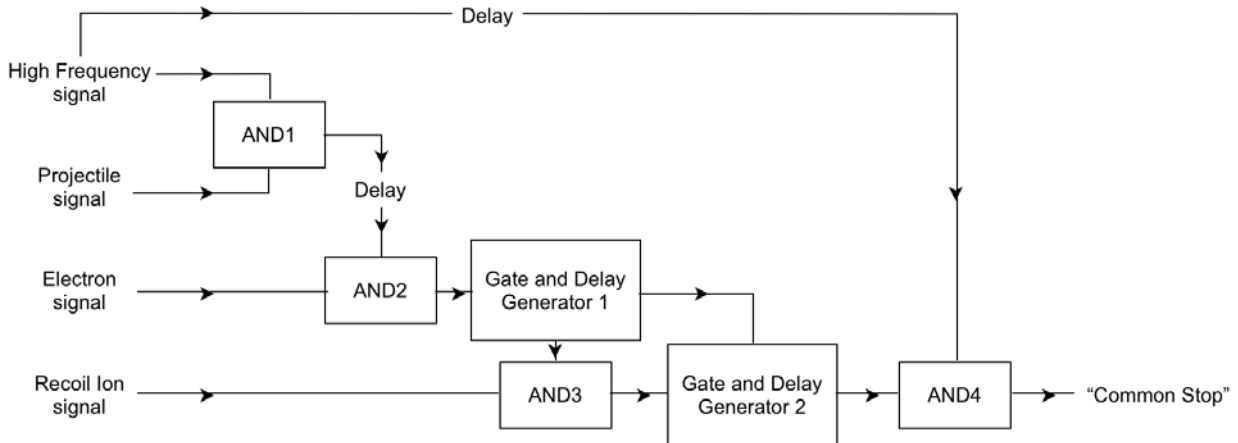 Delay
High Frequency
signal
AND1
Projectile
signal
Delay
Electron
signal
AND2
Gate and Delay
Generator 1
Recoil Ion
signal
AND3
Gate and Delay
Generator 2
AND4
“Common Stop”